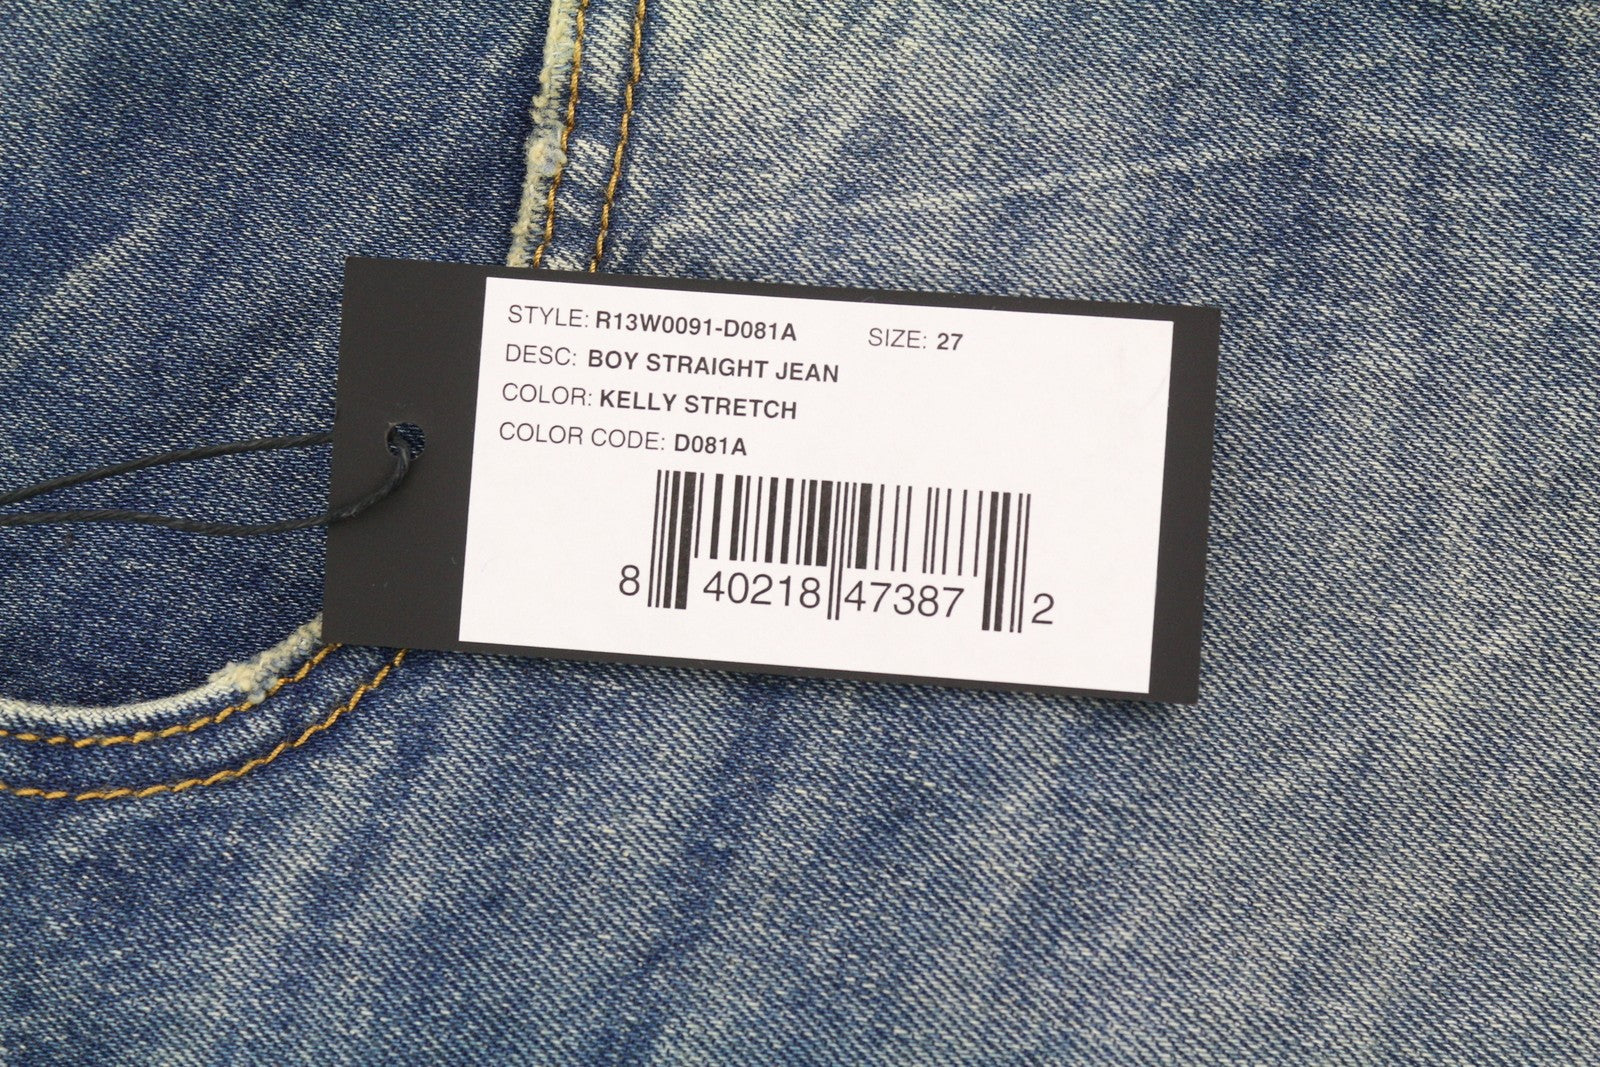 STYLE: R13W0091-D081A SIZE: 27
DESC: BOY STRAIGHT JEAN
COLOR: KELLY STRETCH
COLOR CODE: D081A
8 40218 47387 2